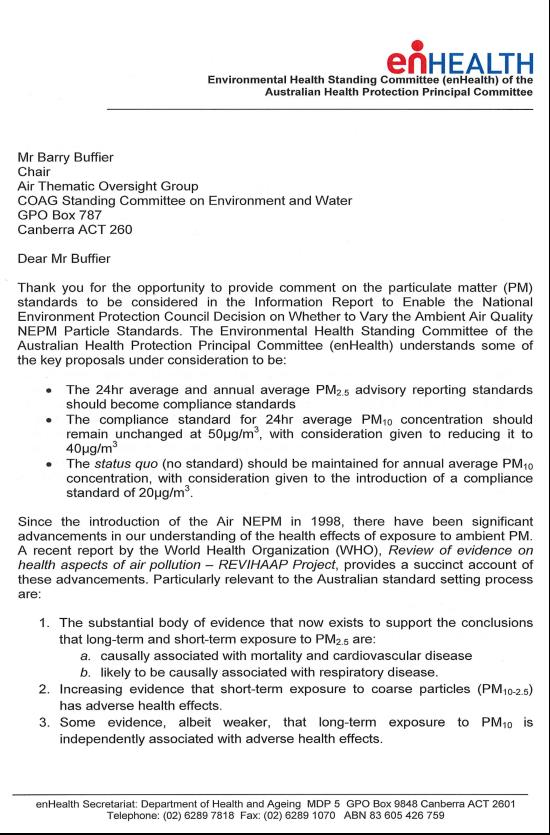 enHEALTH
Environmental Health Standing Committee (enHealth) of the
Australian Health Protection Principal Committee
Mr Barry Buffier
Chair
Air Thematic Oversight Group
COAG Standing Committee on Environment and Water
GPO Box 787
Canberra ACT 260
Dear Mr Buffier
Thank you for the opportunity to provide comment on the particulate matter (PM)
standards to be considered in the Information Report to Enable the National
Environment Protection Council Decision on Whether to Vary the Ambient Air Quality
NEPM Particle Standards. The Environmental Health Standing Committee of the
Australian Health Protection Principal Committee (enHealth) understands some of
the key proposals under consideration to be:
• The 24hr average and annual average PM2.5 advisory reporting standards
should become compliance standards
• The compliance standard for 24hr average PM10 concentration should
remain unchanged at 50µg/m³, with consideration given to reducing it to
40µg/m³
• The status quo (no standard) should be maintained for annual average PM10
concentration, with consideration given to the introduction of a compliance
standard of 20µg/m³.
Since the introduction of the Air NEPM in 1998, there have been significant
advancements in our understanding of the health effects of exposure to ambient PM.
A recent report by the World Health Organization (WHO), Review of evidence on
health aspects of air pollution – REVIHAAP Project, provides a succinct account of
these advancements. Particularly relevant to the Australian standard setting process
are:
1. The substantial body of evidence that now exists to support the conclusions
that long-term and short-term exposure to PM2.5 are:
a. causally associated with mortality and cardiovascular disease
b. likely to be causally associated with respiratory disease.
2. Increasing evidence that short-term exposure to coarse particles (PM10-2.5)
has adverse health effects.
3. Some evidence, albeit weaker, that long-term exposure to PM10 is
independently associated with adverse health effects.
enHealth Secretariat: Department of Health and Ageing MDP 5 GPO Box 9848 Canberra ACT 2601
Telephone: (02) 6289 7818 Fax: (02) 6289 1070 ABN 83 605 426 759